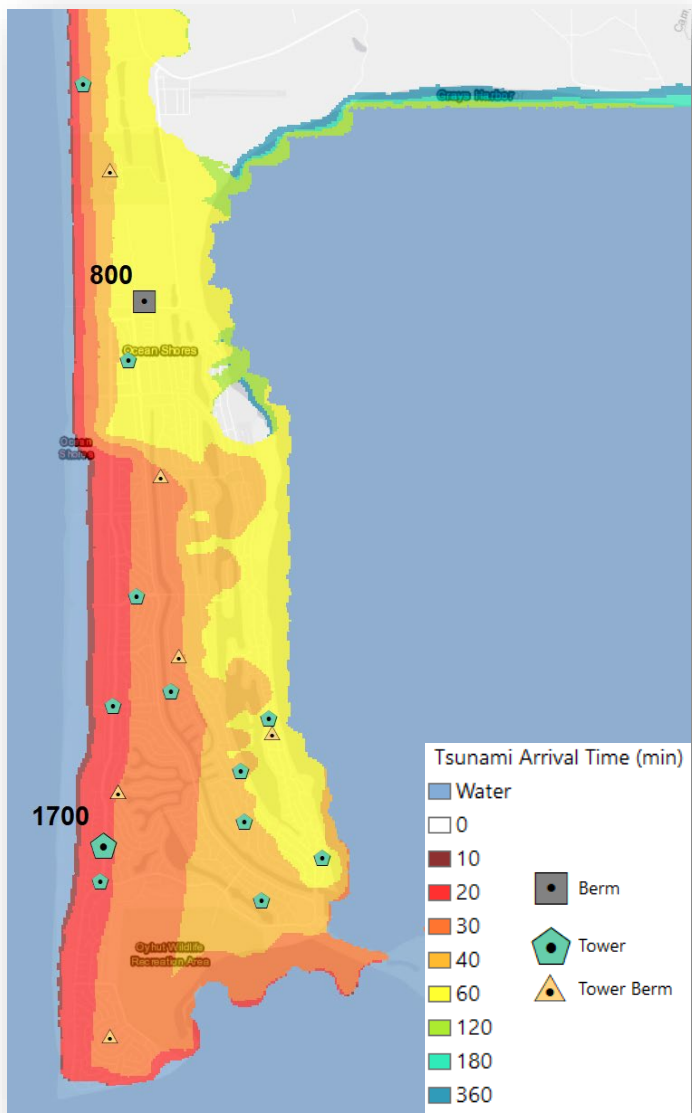 Cam
Grays Harbor
800
Ocean Shores
Ocean
Shores
1700
Oyhut Wildlife
Recreation Area
Tsunami Arrival Time (min)
Water
0
10
20
30
40
60
120
180
360
Berm
Tower
Tower Berm